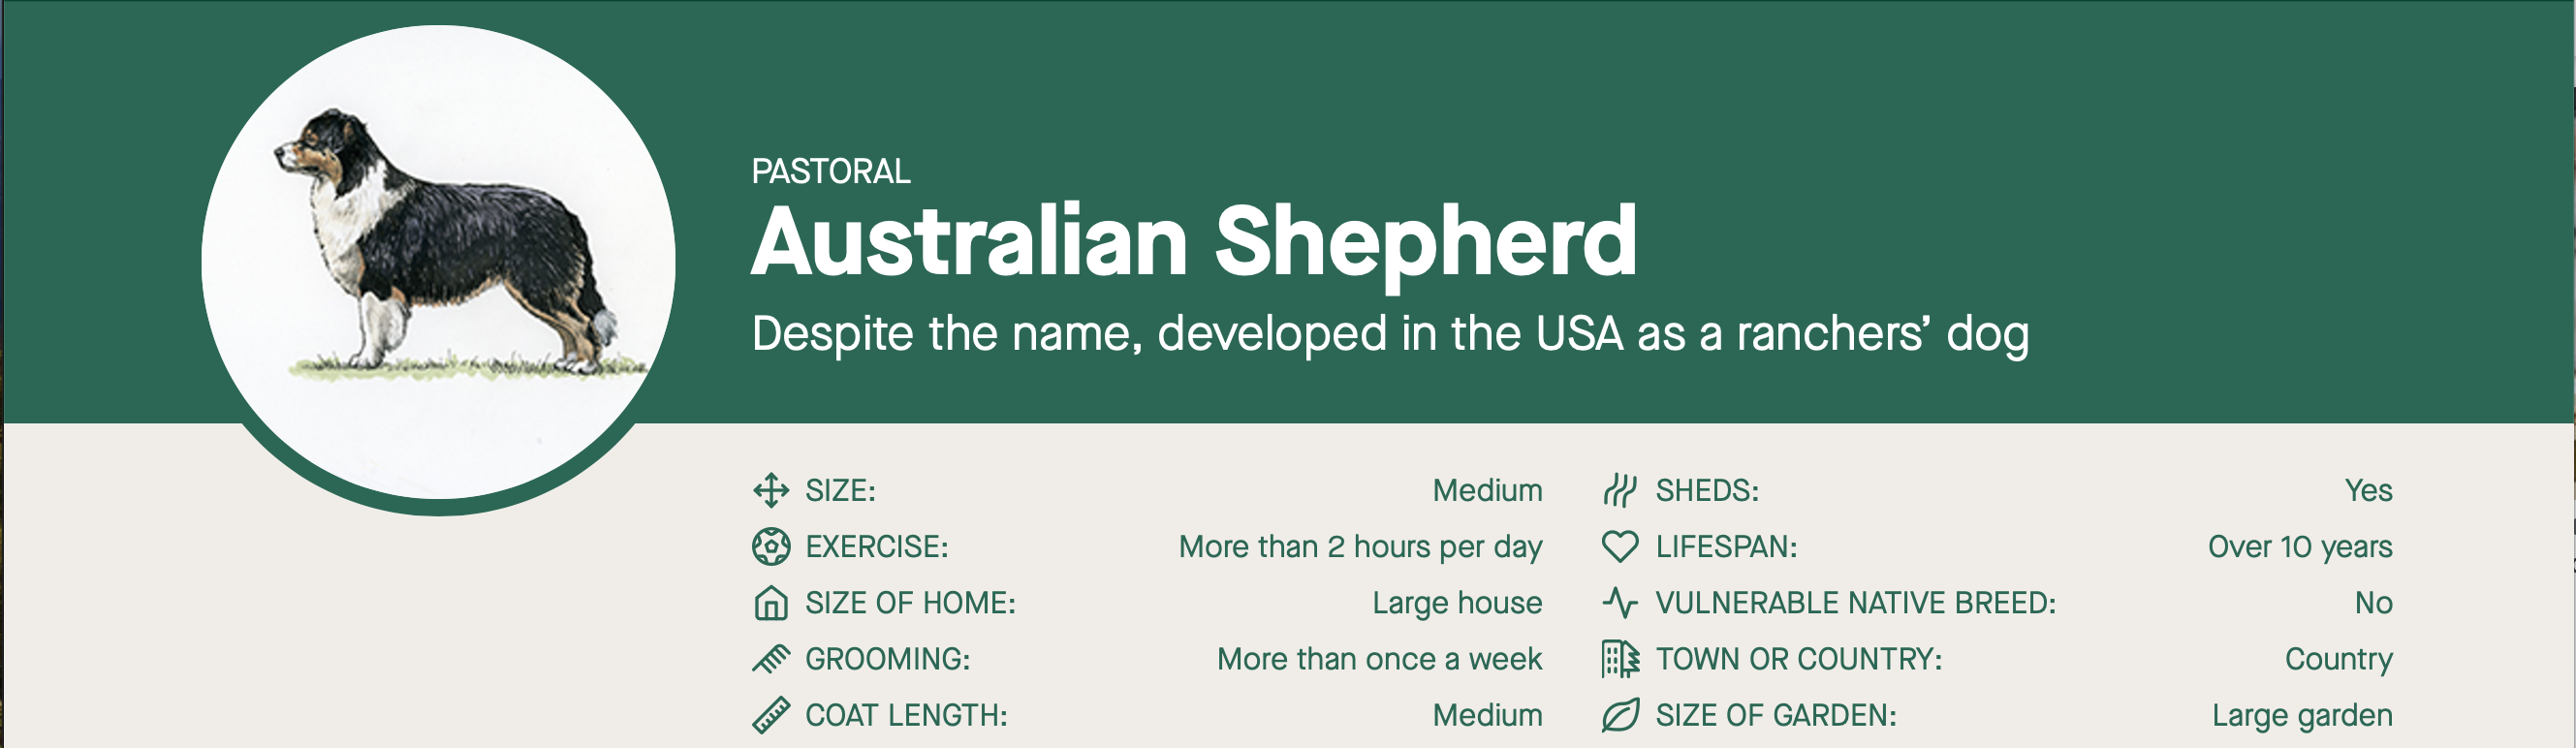 PASTORAL
Australian Shepherd
Despite the name, developed in the USA as a ranchers’ dog
SIZE: Medium
EXERCISE: More than 2 hours per day
SIZE OF HOME: Large house
GROOMING: More than once a week
COAT LENGTH: Medium
SHEDS: Yes
LIFESPAN: Over 10 years
VULNERABLE NATIVE BREED: No
TOWN OR COUNTRY: Country
SIZE OF GARDEN: Large garden